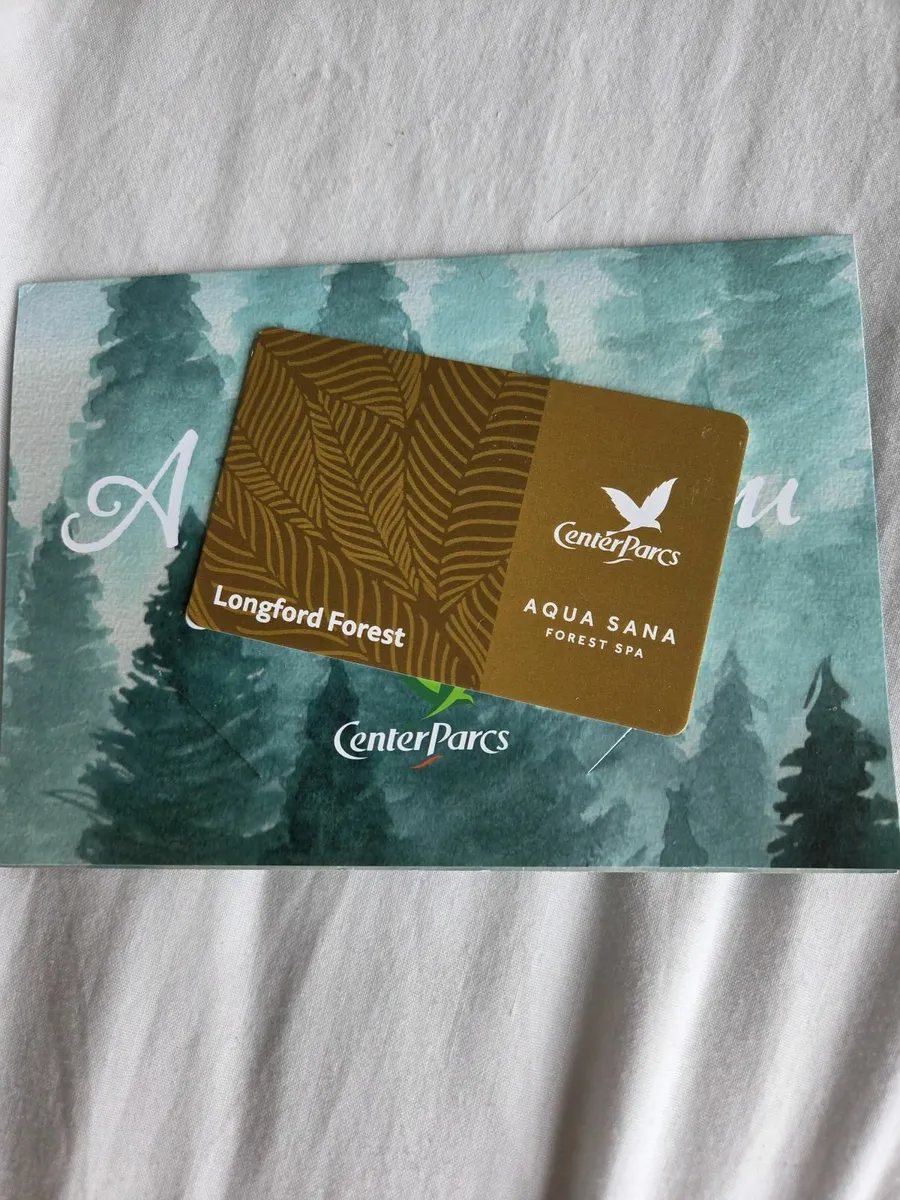 A
u
CenterParcs
AQUA SANA
FOREST SPA
Longford Forest
CenterParcs